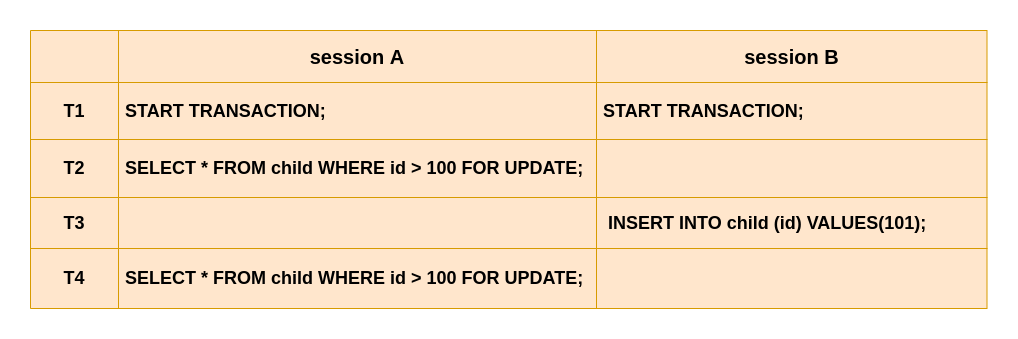 session A session B
T1 START TRANSACTION; START TRANSACTION;
T2 SELECT * FROM child WHERE id > 100 FOR UPDATE;
T3 INSERT INTO child (id) VALUES(101);
T4 SELECT * FROM child WHERE id > 100 FOR UPDATE;